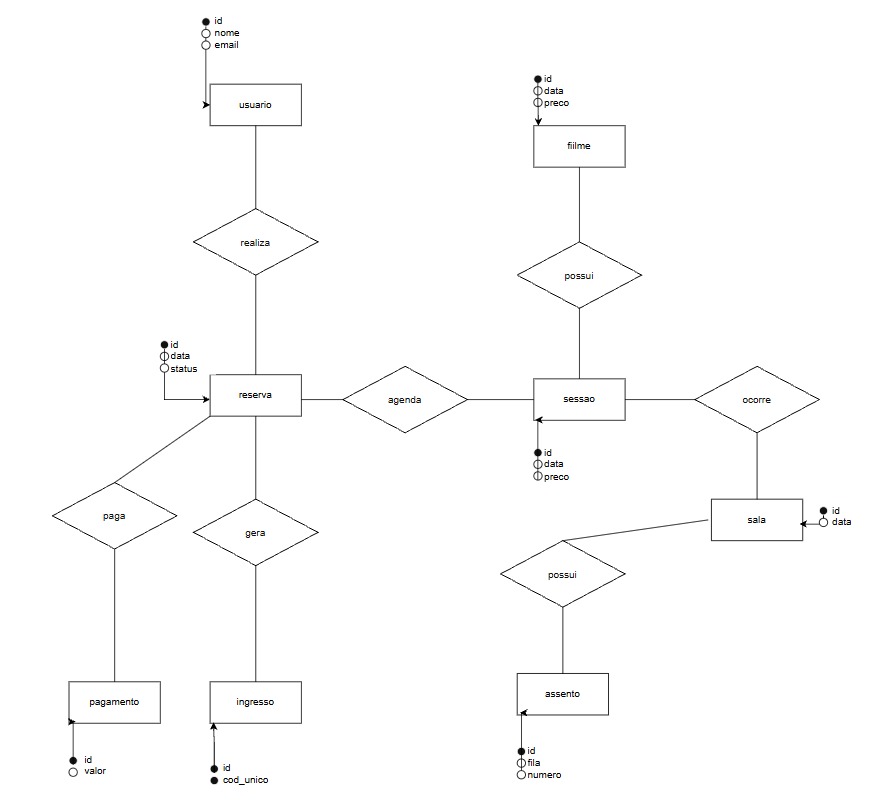 id
nome
email
usuario
id
data
preco
fiilme
realiza
possui
id
data
status
reserva
agenda
sessao
ocorre
id
data
preco
paga
gera
sala
id
data
possui
pagamento
ingresso
assento
id
valor
id
cod_unico
id
fila
numero